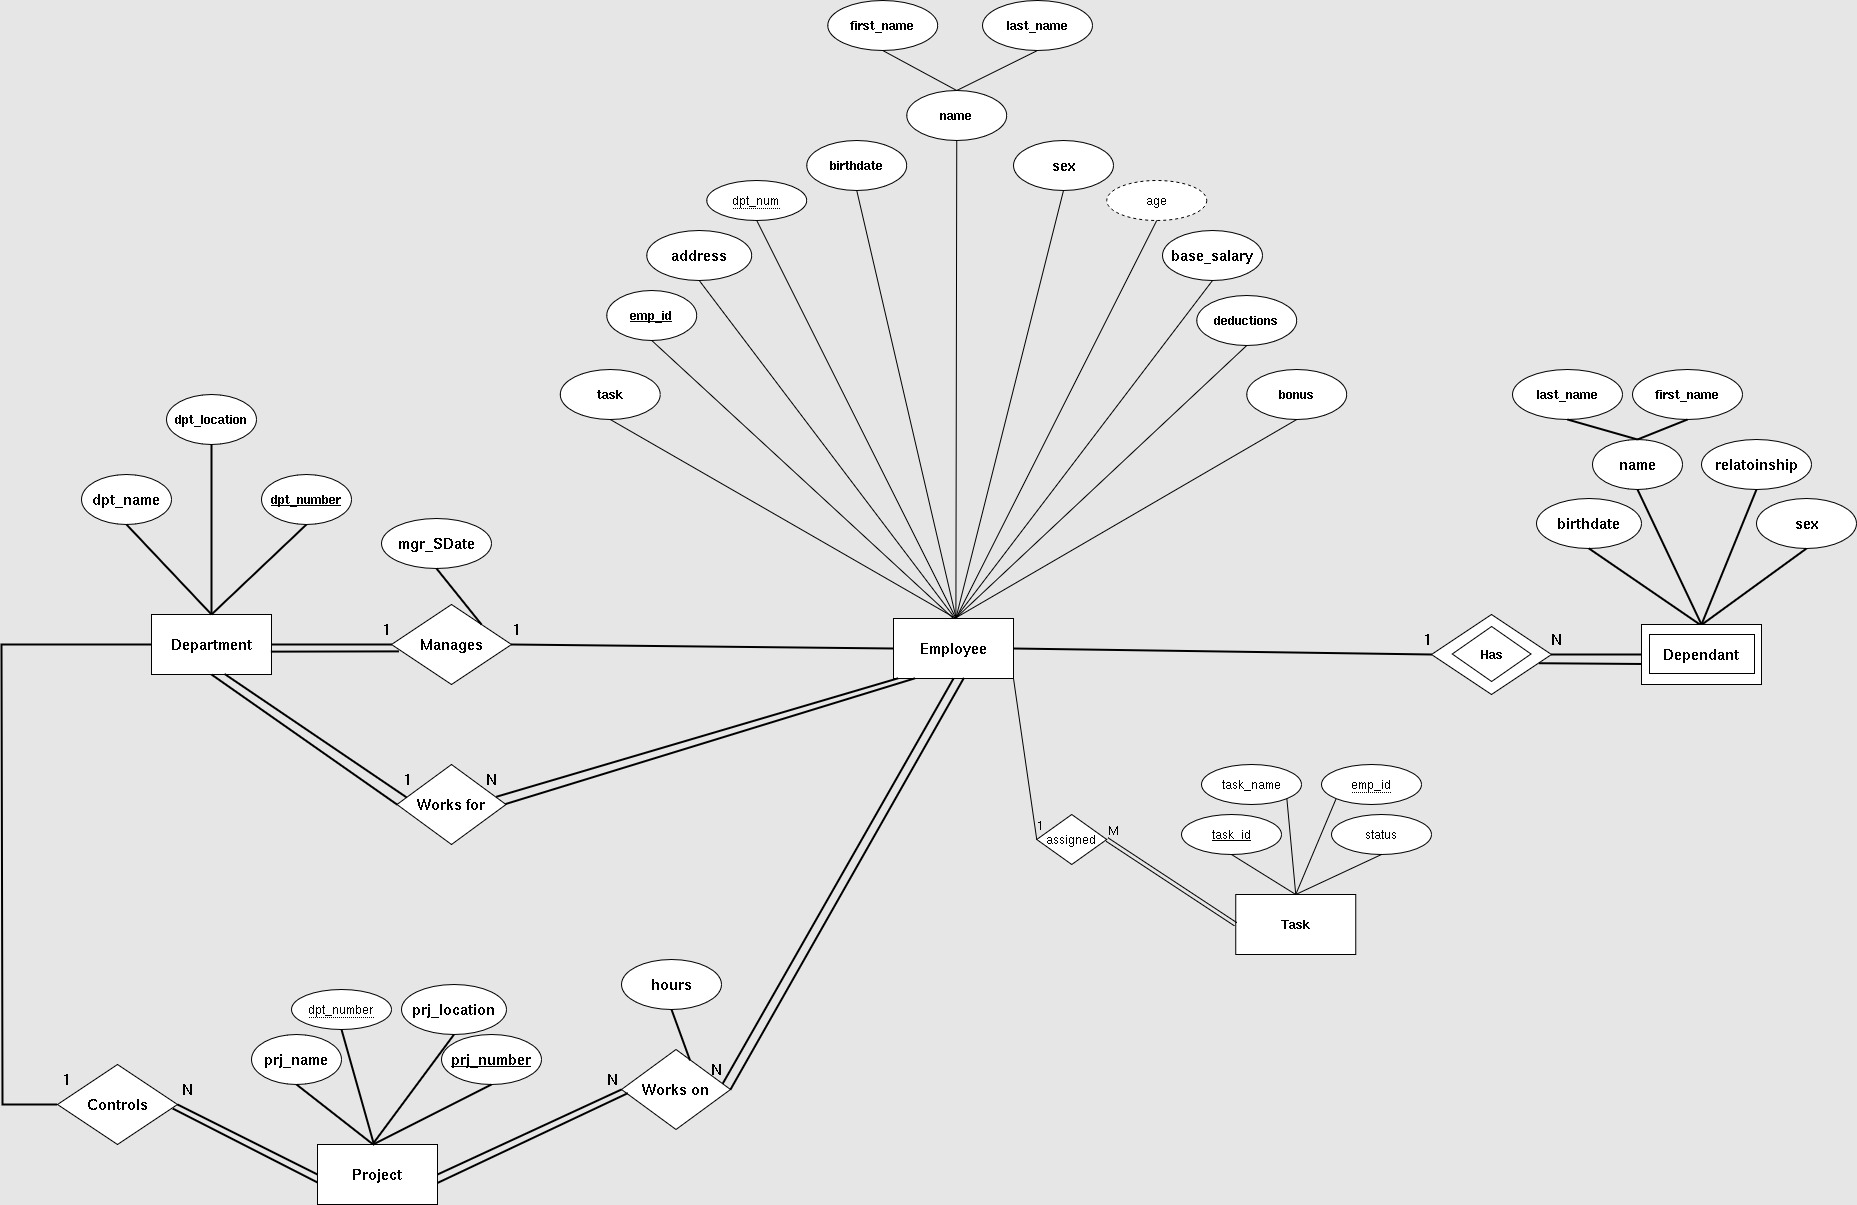 first_name
last_name
name
birthdate
sex
dpt_num
age
address
base_salary
emp_id
deductions
task
bonus
last_name
first_name
dpt_location
name
relatoinship
dpt_name
dpt_number
birthdate
sex
mgr_SDate
Department
1
Manages
1
Employee
1
Has
N
Dependant
1
N
Works for
task_name
emp_id
task_id
status
1
assigned
M
Task
hours
dpt_number
prj_location
prj_name
prj_number
1
Controls
N
N
Works on
N
Project